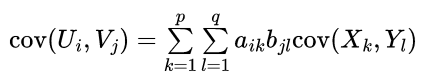 cov(U_i, V_j) = \sum_{k=1}^{p} \sum_{l=1}^{q} a_{ik} b_{jl} cov(X_k, Y_l)